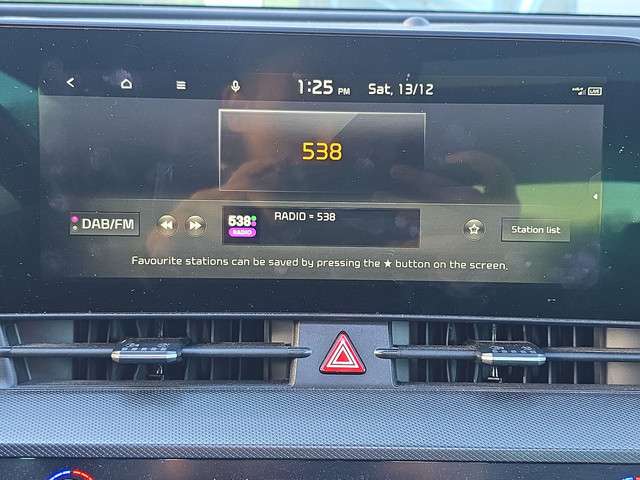 1:25 PM Sat, 13/12
LIVE
538
DAB/FM
538
RADIO
RADIO = 538
Station list
Favourite stations can be saved by pressing the ★ button on the screen.